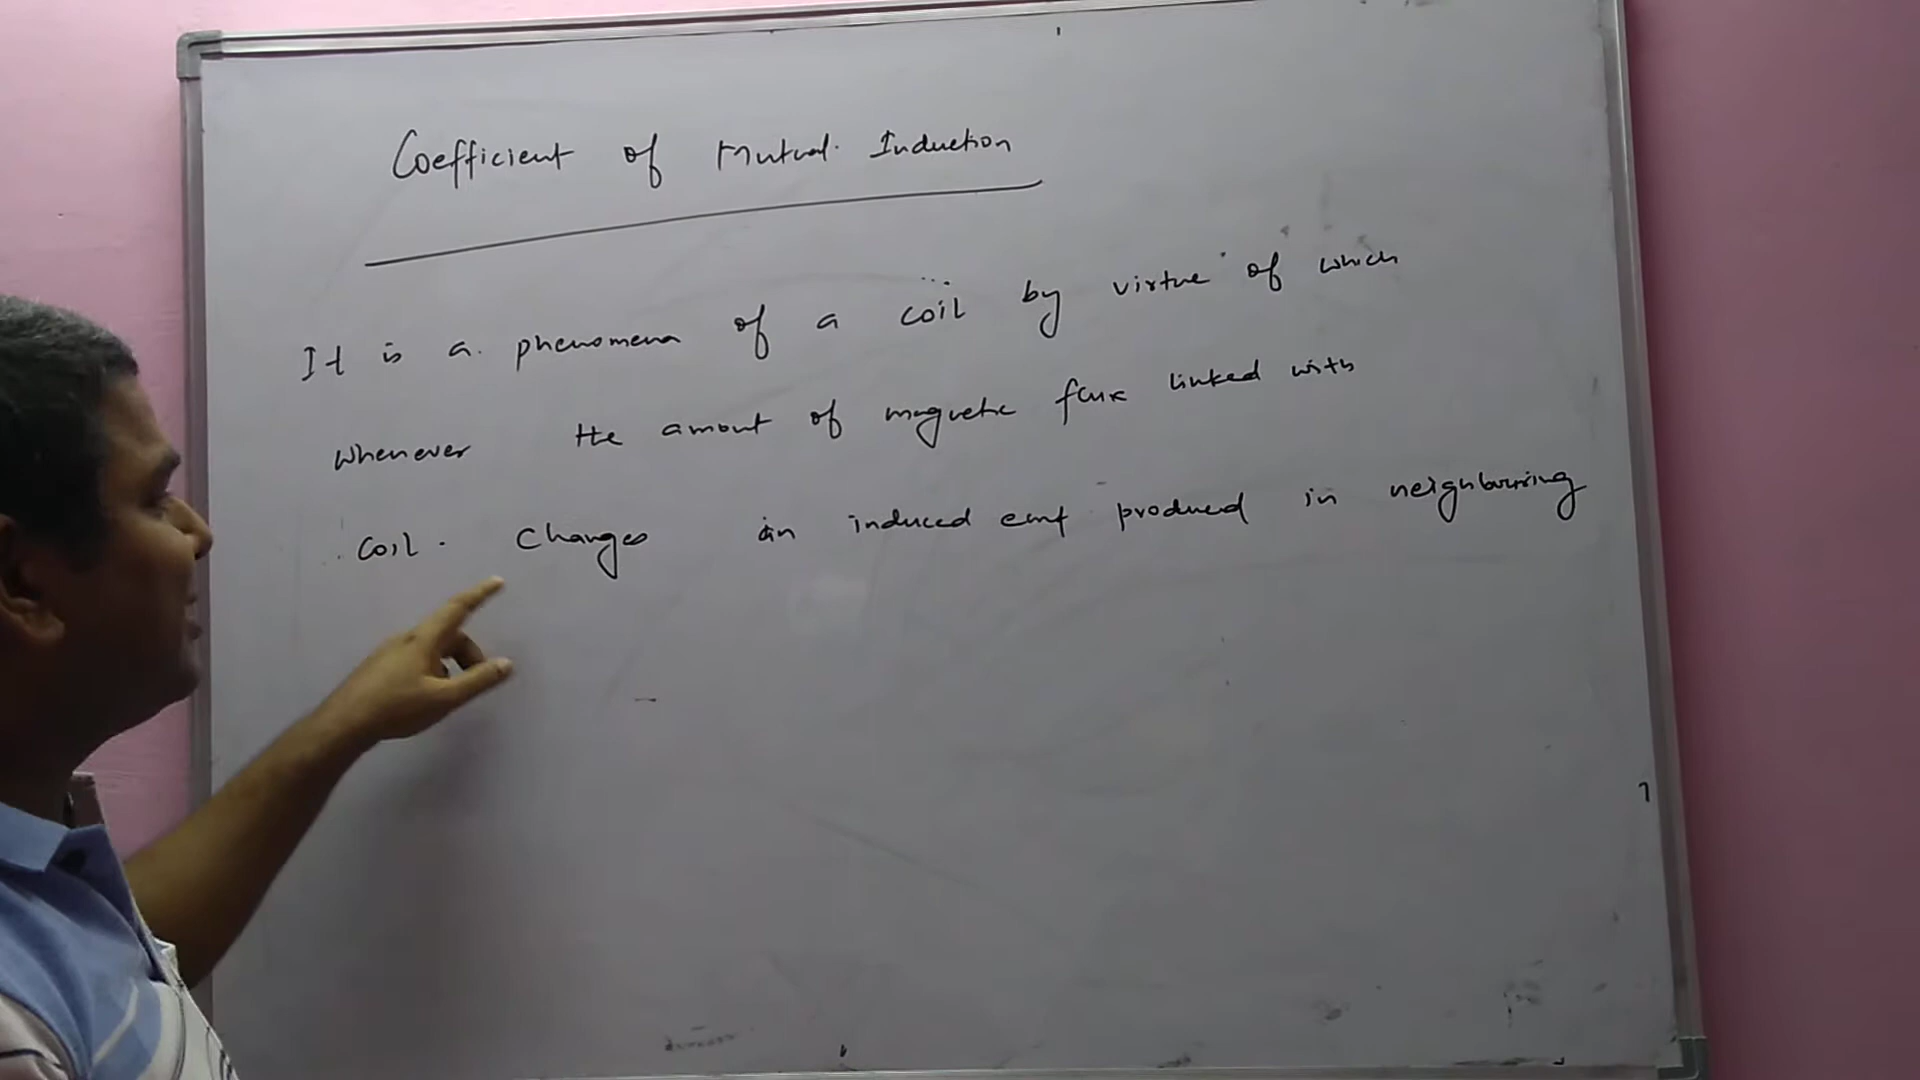 Coefficient of Mutual Induction
It is a phenomena of a coil by virtue of which
whenever the amount of magnetic flux linked with
coil. changes an induced emf produced in neighbouring